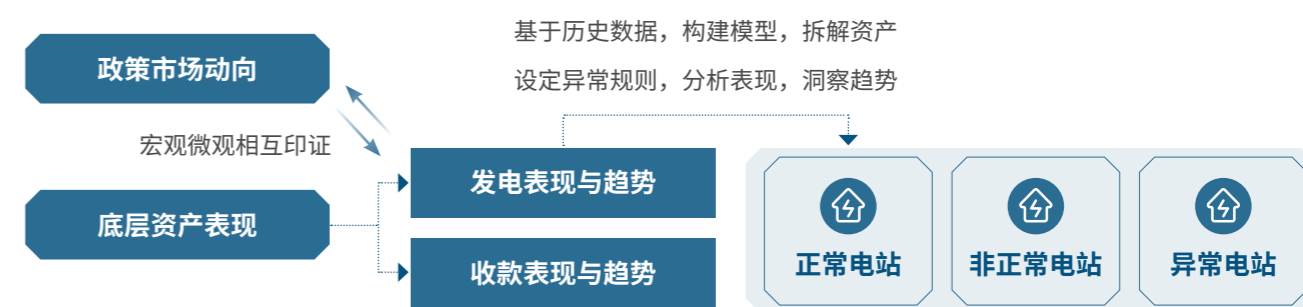 基于历史数据，构建模型，拆解资产
设定异常规则，分析表现，洞察趋势
政策市场动向
宏观微观相互印证
底层资产表现
发电表现与趋势
收款表现与趋势
正常电站
非正常电站
异常电站